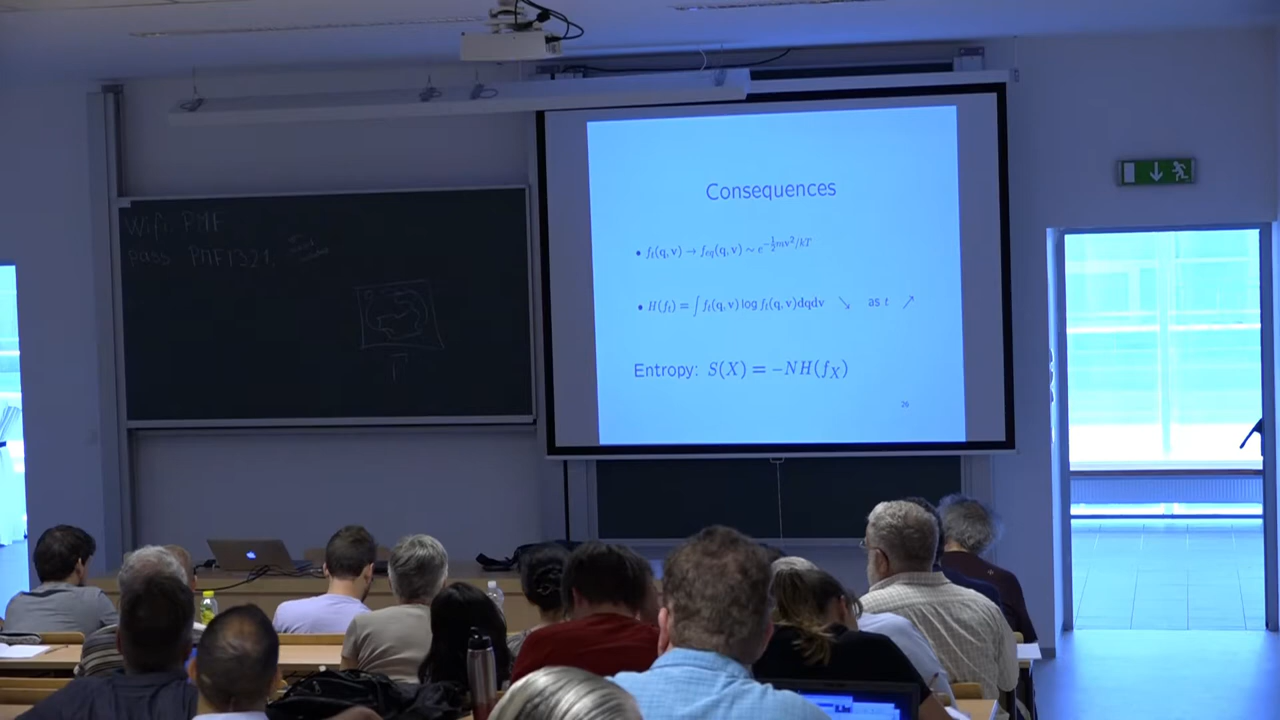 Wifi: PMF
pass PMF1321
Consequences
• f_t(q, v) → f_eq(q, v) ∼ e^{−½mv²/kT}
• H(f_t) = ∫ f_t(q, v) log f_t(q, v)dqdv ↘ as t ↗
Entropy: S(X) = −NH(f_X)
26